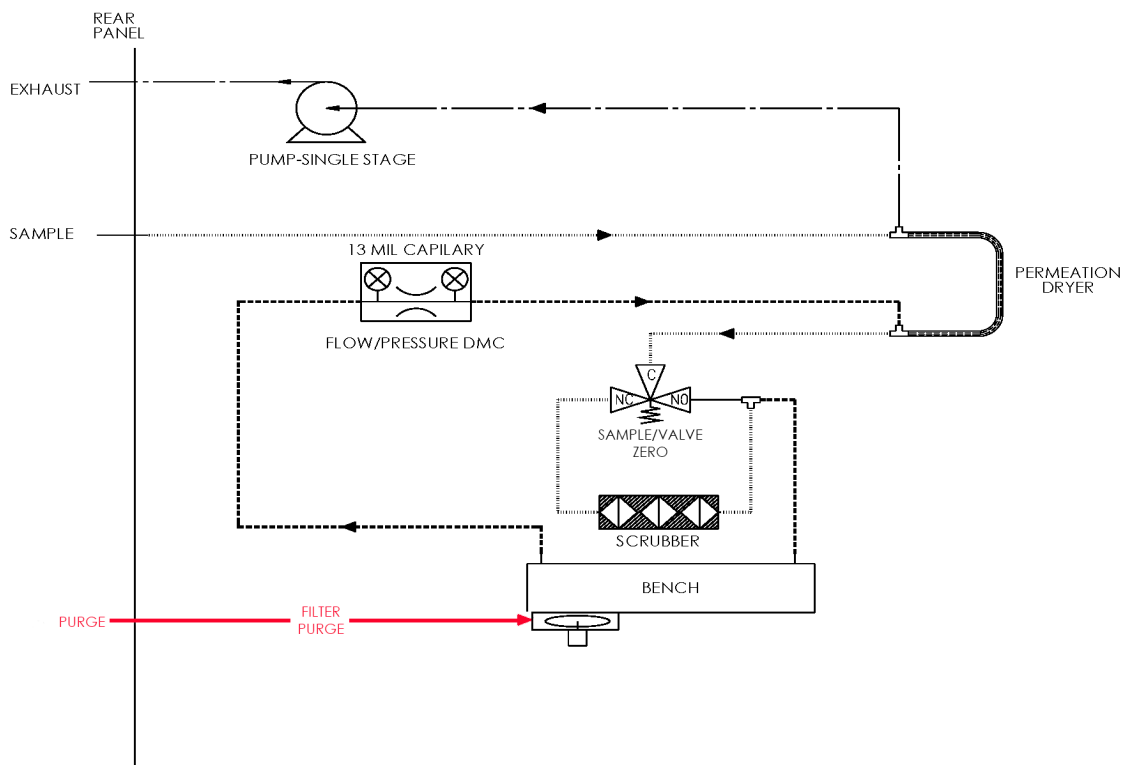 REAR
PANEL
EXHAUST
PUMP-SINGLE STAGE
SAMPLE
13 MIL CAPILARY
FLOW/PRESSURE DMC
PERMEATION
DRYER
C
NC
NO
SAMPLE/VALVE
ZERO
SCRUBBER
BENCH
PURGE
FILTER
PURGE